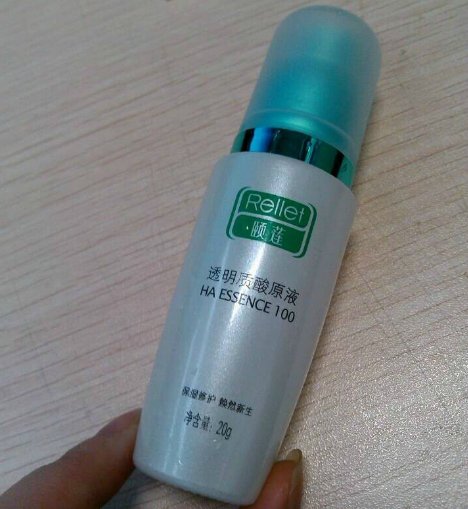 Rellet
·颐莲
透明质酸原液
HA ESSENCE 100
保湿修护 焕然新生
净含量: 20g